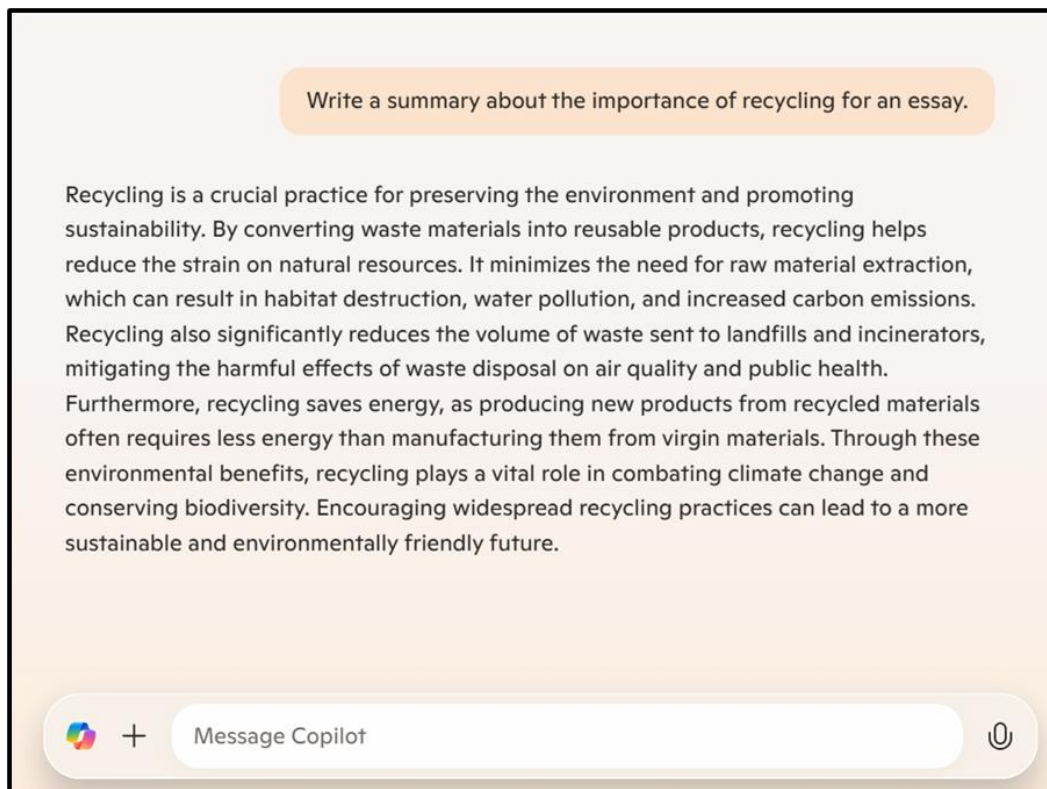 Write a summary about the importance of recycling for an essay.
Recycling is a crucial practice for preserving the environment and promoting
sustainability. By converting waste materials into reusable products, recycling helps
reduce the strain on natural resources. It minimizes the need for raw material extraction,
which can result in habitat destruction, water pollution, and increased carbon emissions.
Recycling also significantly reduces the volume of waste sent to landfills and incinerators,
mitigating the harmful effects of waste disposal on air quality and public health.
Furthermore, recycling saves energy, as producing new products from recycled materials
often requires less energy than manufacturing them from virgin materials. Through these
environmental benefits, recycling plays a vital role in combating climate change and
conserving biodiversity. Encouraging widespread recycling practices can lead to a more
sustainable and environmentally friendly future.
Message Copilot